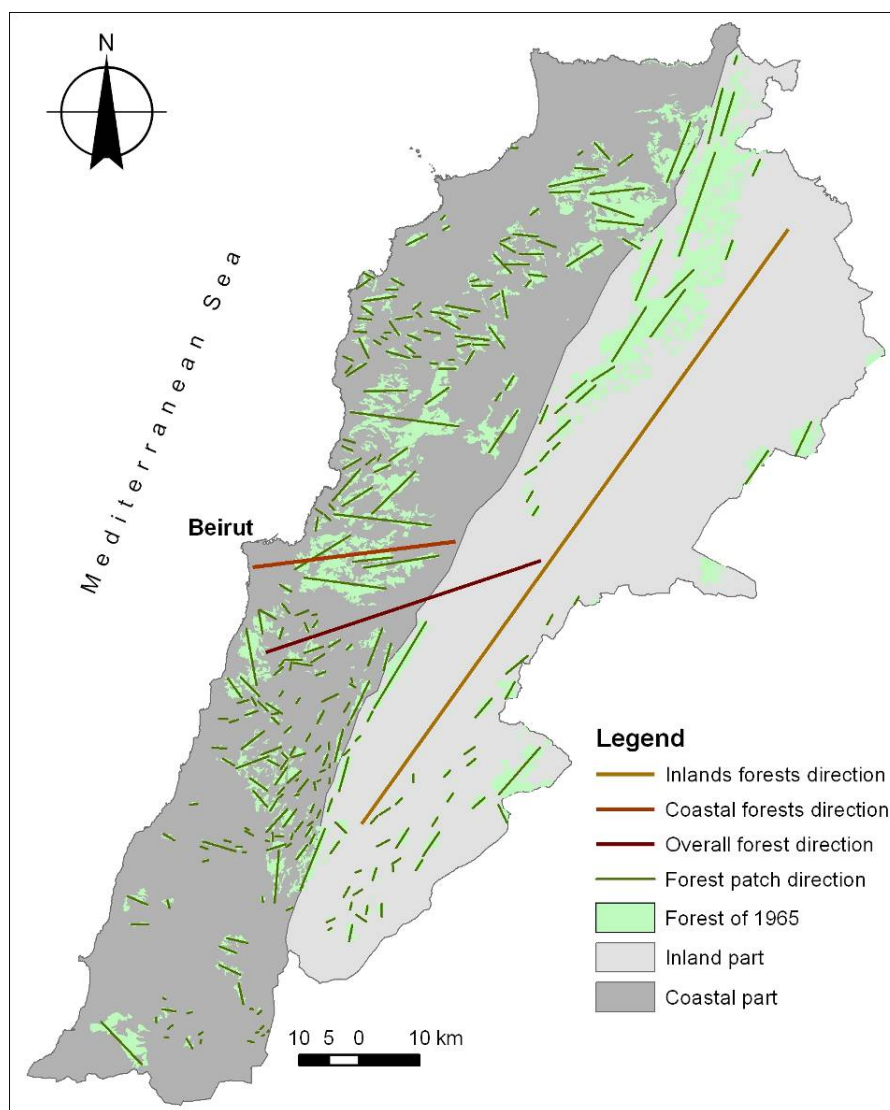 N
Mediterranean Sea
Beirut
Legend
Inlands forests direction
Coastal forests direction
Overall forest direction
Forest patch direction
Forest of 1965
Inland part
Coastal part
10 5 0 10 km